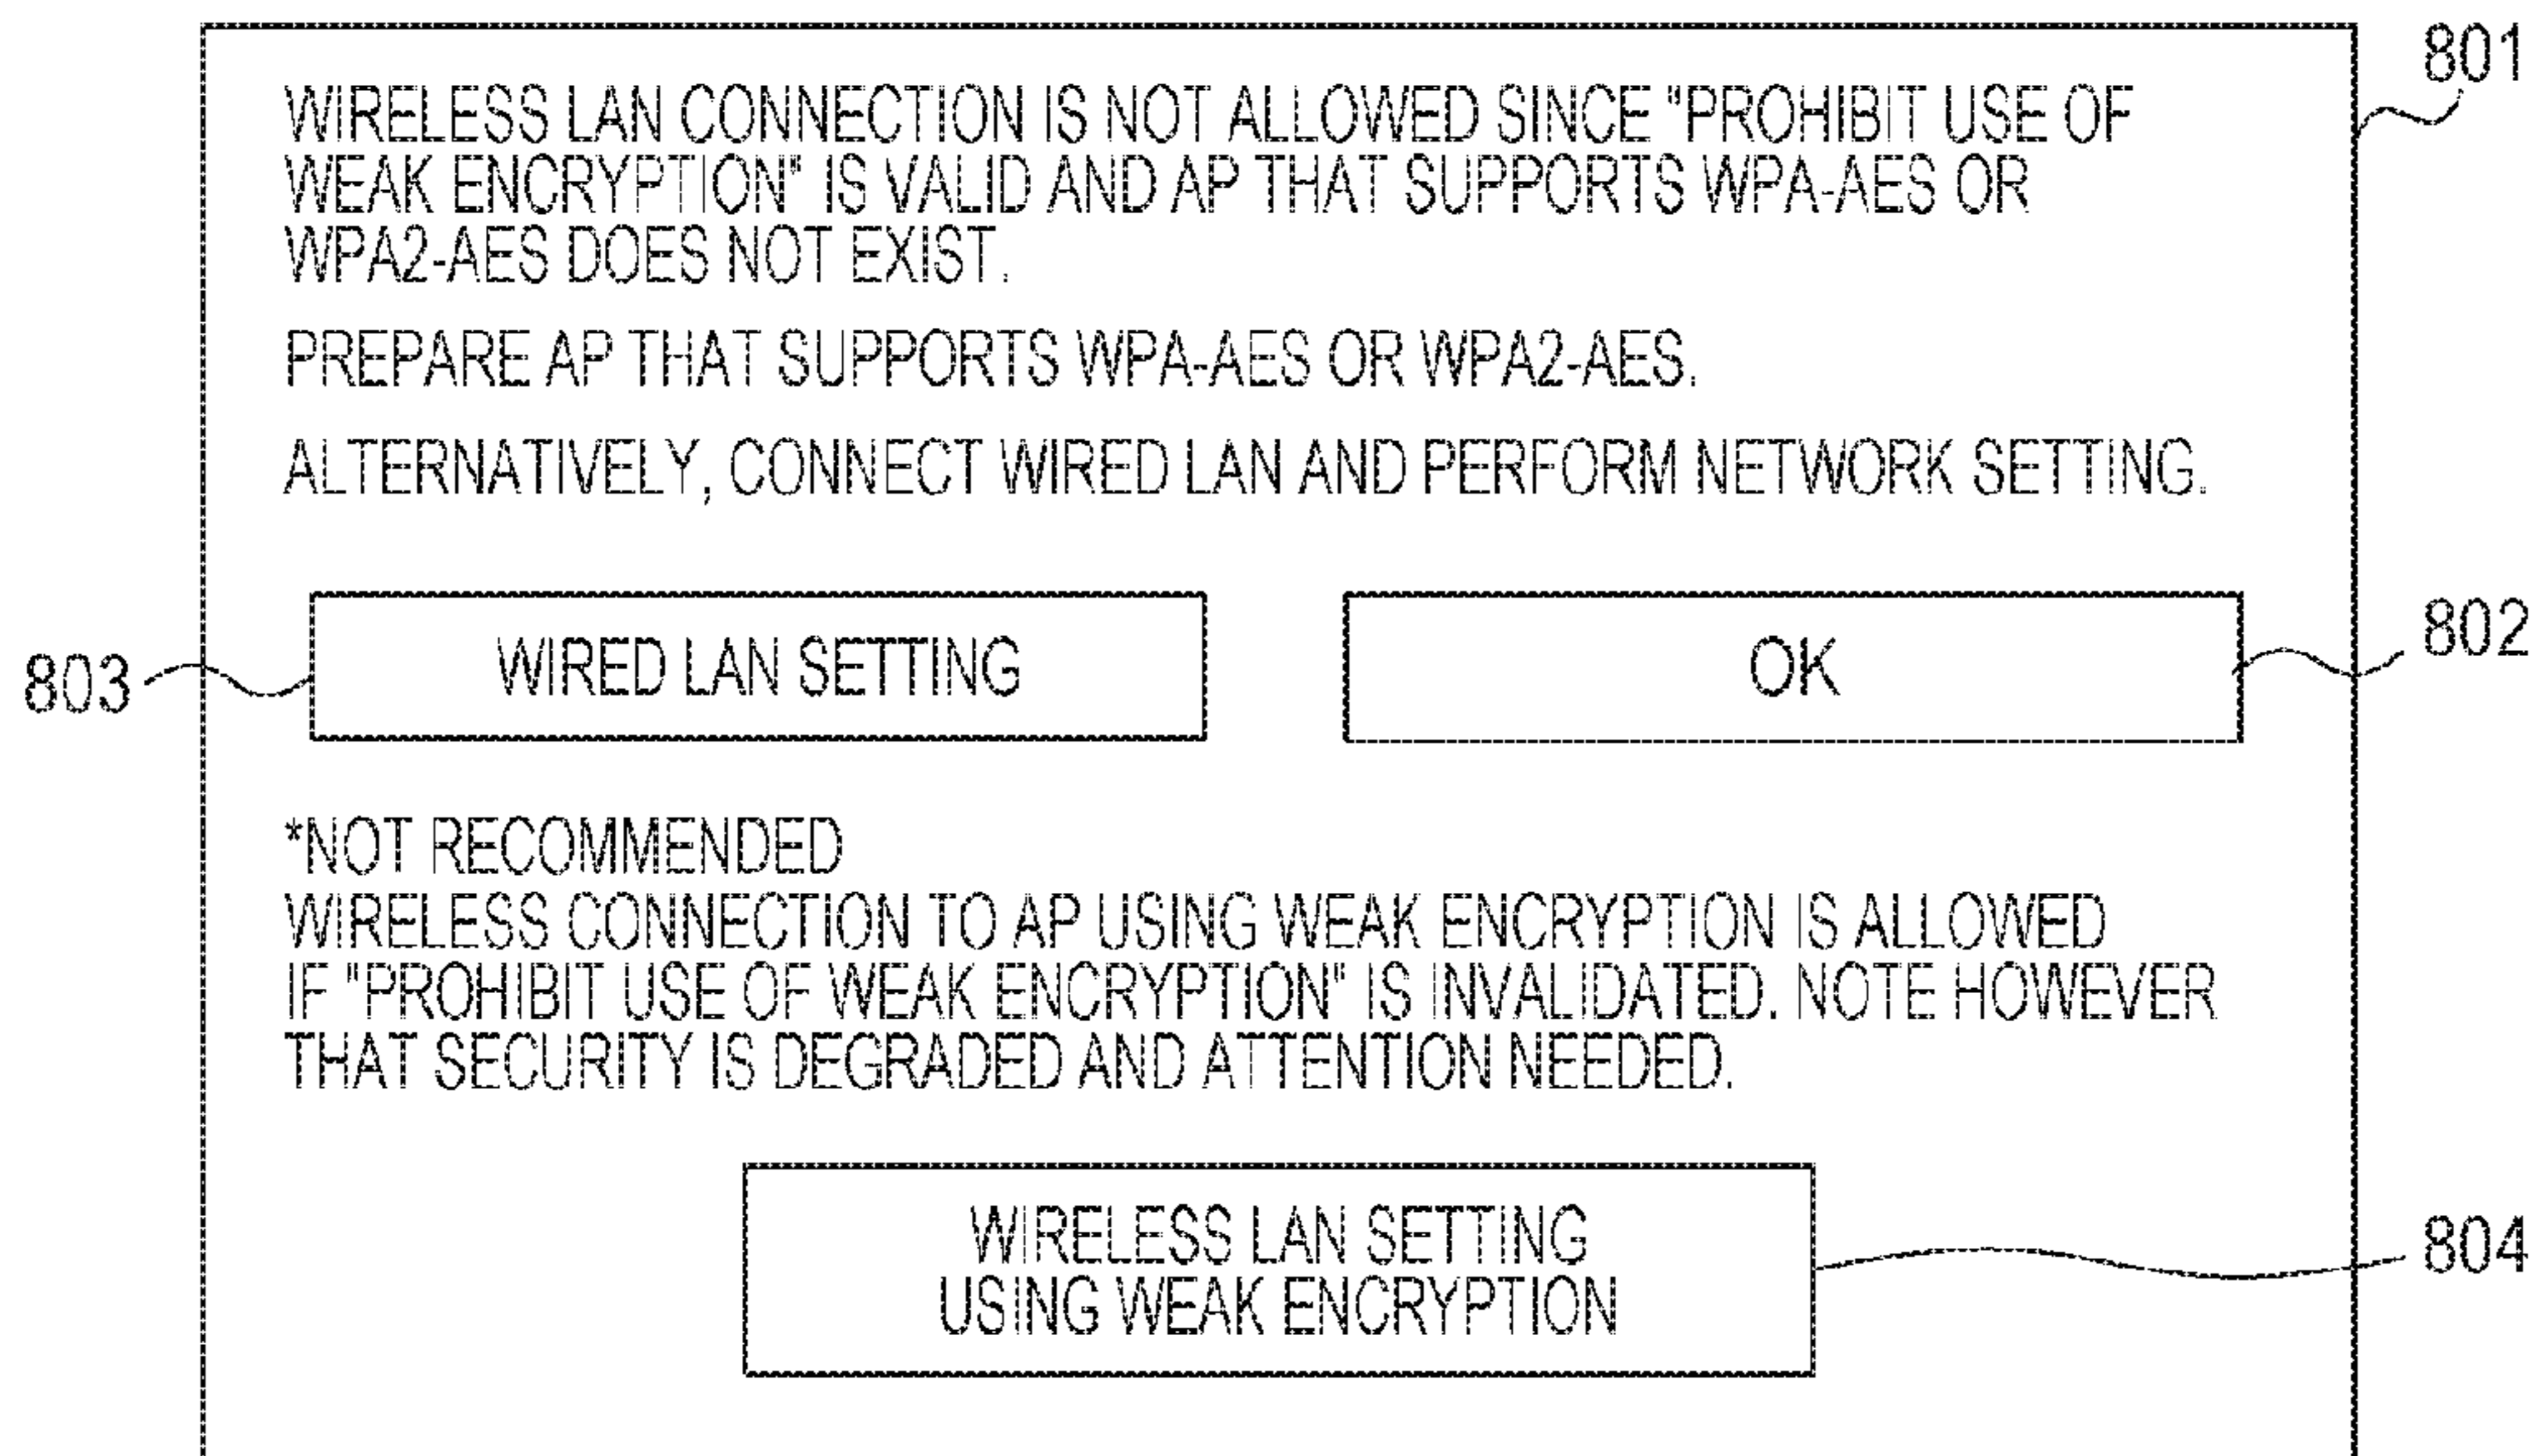 801
WIRELESS LAN CONNECTION IS NOT ALLOWED SINCE "PROHIBIT USE OF
WEAK ENCRYPTION" IS VALID AND AP THAT SUPPORTS WPA-AES OR
WPA2-AES DOES NOT EXIST.
PREPARE AP THAT SUPPORTS WPA-AES OR WPA2-AES.
ALTERNATIVELY, CONNECT WIRED LAN AND PERFORM NETWORK SETTING.
803
WIRED LAN SETTING
OK
802
*NOT RECOMMENDED
WIRELESS CONNECTION TO AP USING WEAK ENCRYPTION IS ALLOWED
IF "PROHIBIT USE OF WEAK ENCRYPTION" IS INVALIDATED. NOTE HOWEVER
THAT SECURITY IS DEGRADED AND ATTENTION NEEDED.
WIRELESS LAN SETTING
USING WEAK ENCRYPTION
804